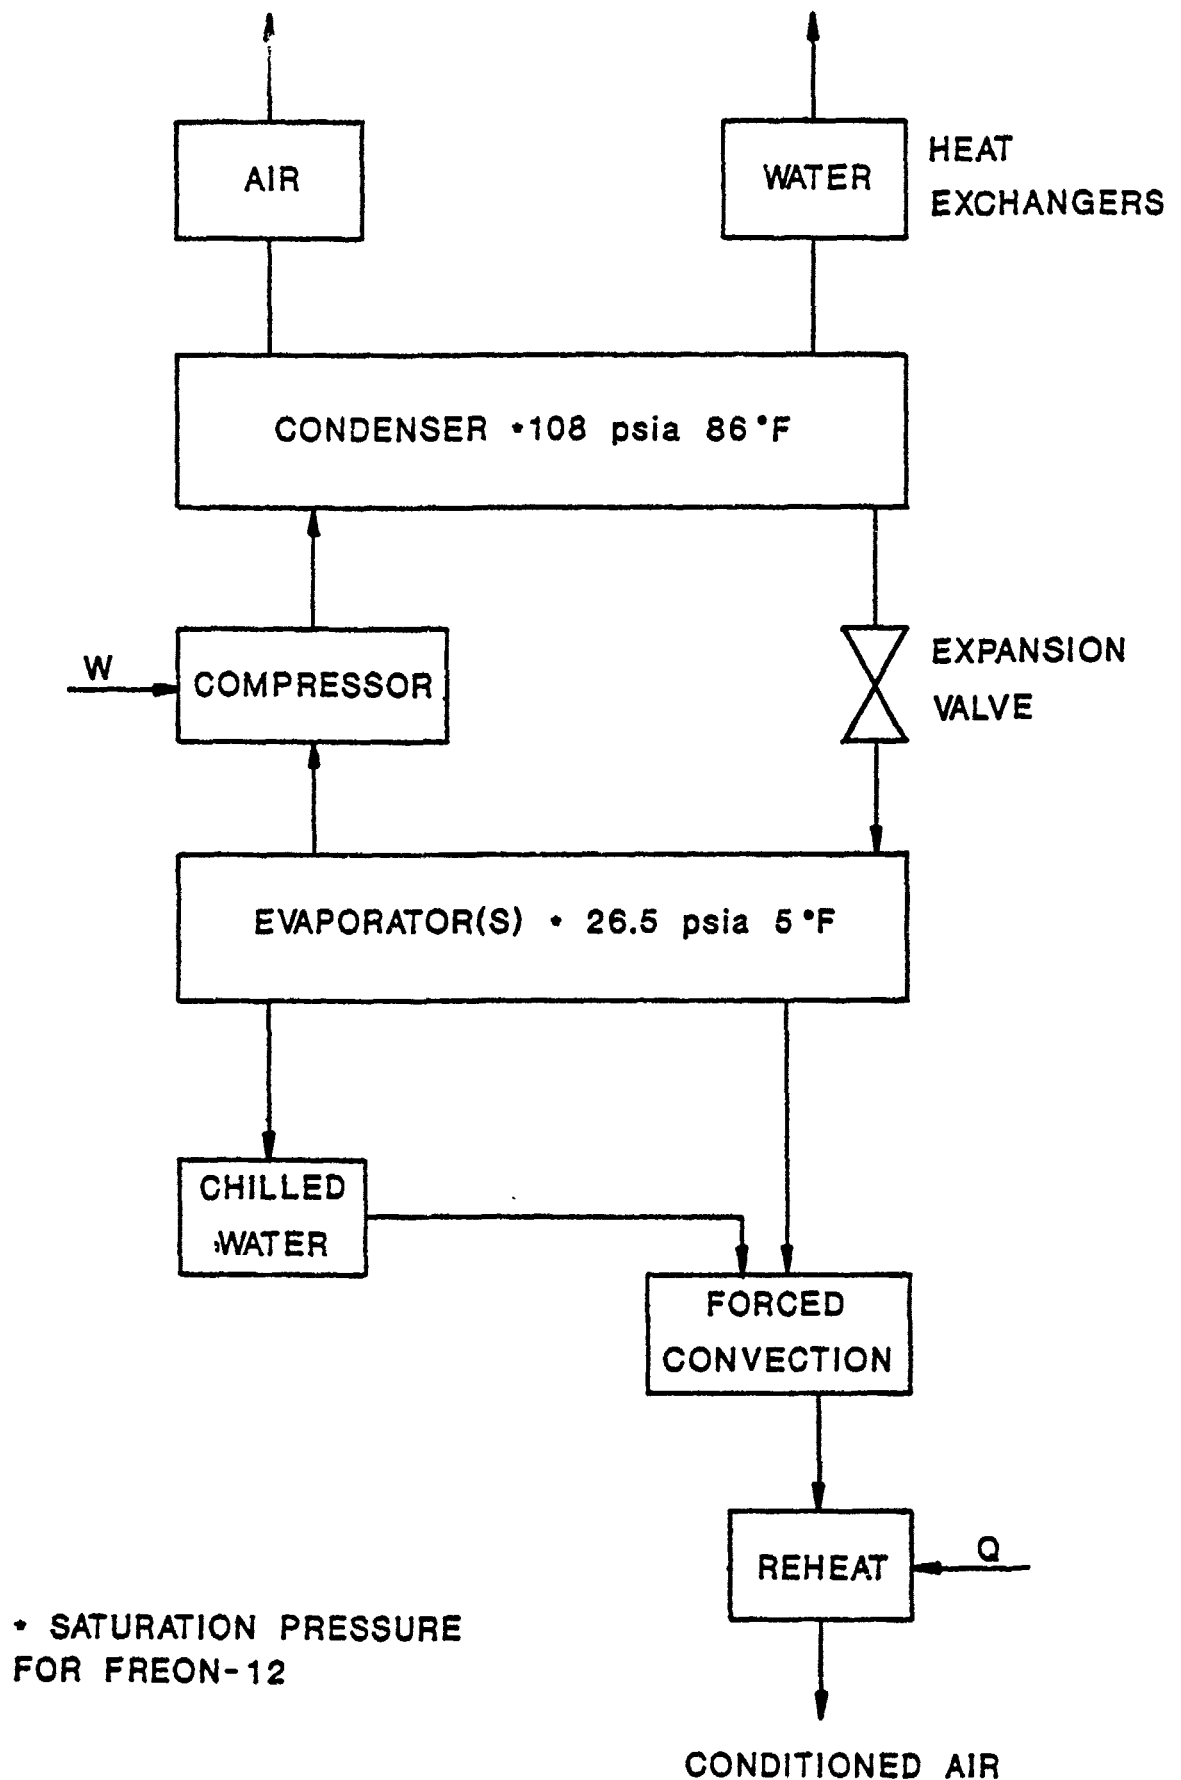 AIR
WATER
HEAT
EXCHANGERS
CONDENSER *108 psia 86°F
W
COMPRESSOR
EXPANSION
VALVE
EVAPORATOR(S) * 26.5 psia 5°F
CHILLED
WATER
FORCED
CONVECTION
REHEAT
Q
* SATURATION PRESSURE
FOR FREON-12
CONDITIONED AIR